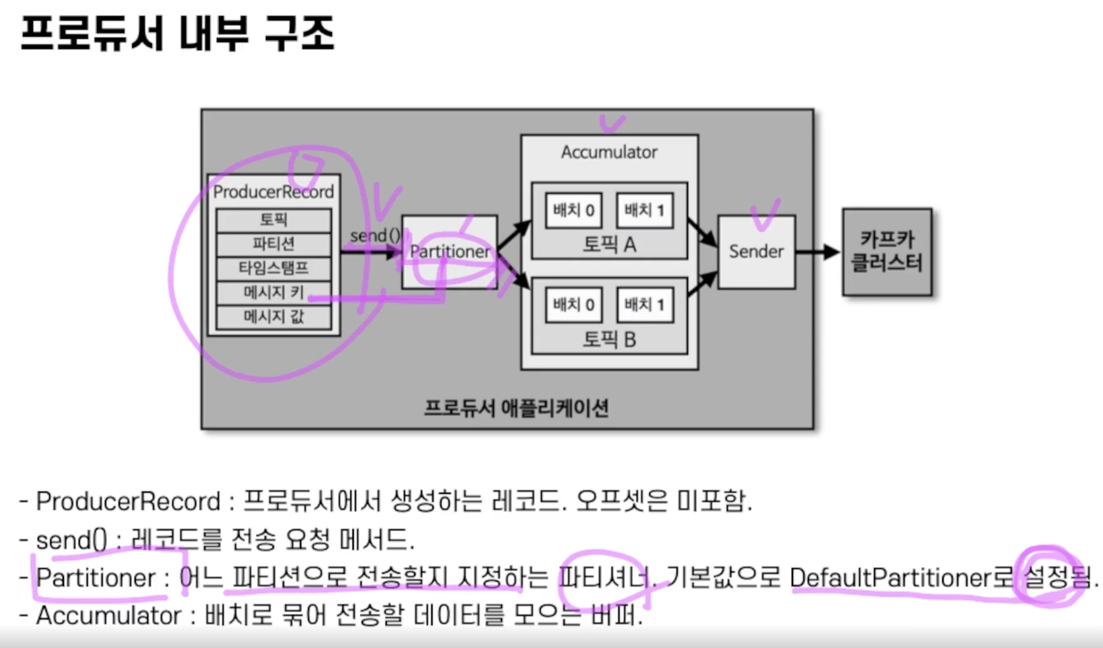 프로듀서 내부 구조
ProducerRecord
토픽
파티션
타임스탬프
메시지 키
메시지 값
send()
Partitioner
Accumulator
배치 0 배치 1
토픽 A
배치 0 배치 1
토픽 B
Sender
카프카
클러스터
프로듀서 애플리케이션
- ProducerRecord : 프로듀서에서 생성하는 레코드. 오프셋은 미포함.
- send() : 레코드를 전송 요청 메서드.
- Partitioner : 어느 파티션으로 전송할지 지정하는 파티셔너. 기본값으로 DefaultPartitioner로 설정됨.
- Accumulator : 배치로 묶어 전송할 데이터를 모으는 버퍼.